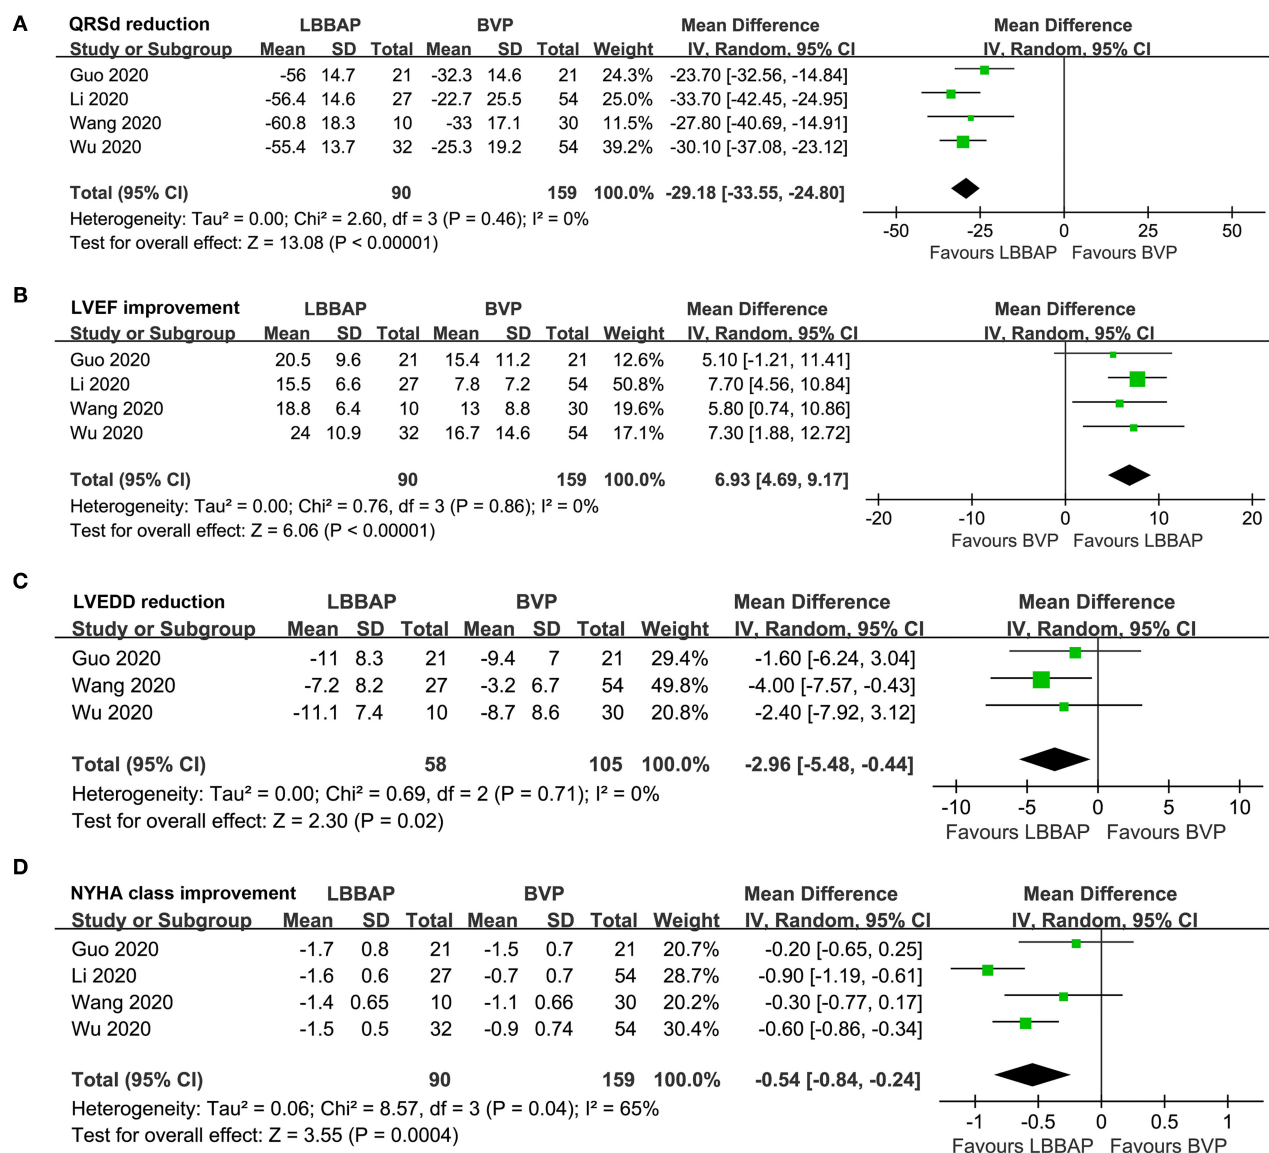 A
QRSd reduction LBBAP BVP Mean Difference Mean Difference
Study or Subgroup Mean SD Total Mean SD Total Weight IV, Random, 95% CI IV, Random, 95% CI
Guo 2020 -56 14.7 21 -32.3 14.6 21 24.3% -23.70 [-32.56, -14.84]
Li 2020 -56.4 14.6 27 -22.7 25.5 54 25.0% -33.70 [-42.45, -24.95]
Wang 2020 -60.8 18.3 10 -33 17.1 30 11.5% -27.80 [-40.69, -14.91]
Wu 2020 -55.4 13.7 32 -25.3 19.2 54 39.2% -30.10 [-37.08, -23.12]
Total (95% CI) 90 159 100.0% -29.18 [-33.55, -24.80]
Heterogeneity: Tau² = 0.00; Chi² = 2.60, df = 3 (P = 0.46); I² = 0%
Test for overall effect: Z = 13.08 (P < 0.00001)
-50 -25 0 25 50
Favours LBBAP Favours BVP
B
LVEF improvement LBBAP BVP Mean Difference Mean Difference
Study or Subgroup Mean SD Total Mean SD Total Weight IV, Random, 95% CI IV, Random, 95% CI
Guo 2020 20.5 9.6 21 15.4 11.2 21 12.6% 5.10 [-1.21, 11.41]
Li 2020 15.5 6.6 27 7.8 7.2 54 50.8% 7.70 [4.56, 10.84]
Wang 2020 18.8 6.4 10 13 8.8 30 19.6% 5.80 [0.74, 10.86]
Wu 2020 24 10.9 32 16.7 14.6 54 17.1% 7.30 [1.88, 12.72]
Total (95% CI) 90 159 100.0% 6.93 [4.69, 9.17]
Heterogeneity: Tau² = 0.00; Chi² = 0.76, df = 3 (P = 0.86); I² = 0%
Test for overall effect: Z = 6.06 (P < 0.00001)
-20 -10 0 10 20
Favours BVP Favours LBBAP
C
LVEDD reduction LBBAP BVP Mean Difference Mean Difference
Study or Subgroup Mean SD Total Mean SD Total Weight IV, Random, 95% CI IV, Random, 95% CI
Guo 2020 -11 8.3 21 -9.4 7 21 29.4% -1.60 [-6.24, 3.04]
Wang 2020 -7.2 8.2 27 -3.2 6.7 54 49.8% -4.00 [-7.57, -0.43]
Wu 2020 -11.1 7.4 10 -8.7 8.6 30 20.8% -2.40 [-7.92, 3.12]
Total (95% CI) 58 105 100.0% -2.96 [-5.48, -0.44]
Heterogeneity: Tau² = 0.00; Chi² = 0.69, df = 2 (P = 0.71); I² = 0%
Test for overall effect: Z = 2.30 (P = 0.02)
-10 -5 0 5 10
Favours LBBAP Favours BVP
D
NYHA class improvement LBBAP BVP Mean Difference Mean Difference
Study or Subgroup Mean SD Total Mean SD Total Weight IV, Random, 95% CI IV, Random, 95% CI
Guo 2020 -1.7 0.8 21 -1.5 0.7 21 20.7% -0.20 [-0.65, 0.25]
Li 2020 -1.6 0.6 27 -0.7 0.7 54 28.7% -0.90 [-1.19, -0.61]
Wang 2020 -1.4 0.65 10 -1.1 0.66 30 20.2% -0.30 [-0.77, 0.17]
Wu 2020 -1.5 0.5 32 -0.9 0.74 54 30.4% -0.60 [-0.86, -0.34]
Total (95% CI) 90 159 100.0% -0.54 [-0.84, -0.24]
Heterogeneity: Tau² = 0.06; Chi² = 8.57, df = 3 (P = 0.04); I² = 65%
Test for overall effect: Z = 3.55 (P = 0.0004)
-1 -0.5 0 0.5 1
Favours LBBAP Favours BVP